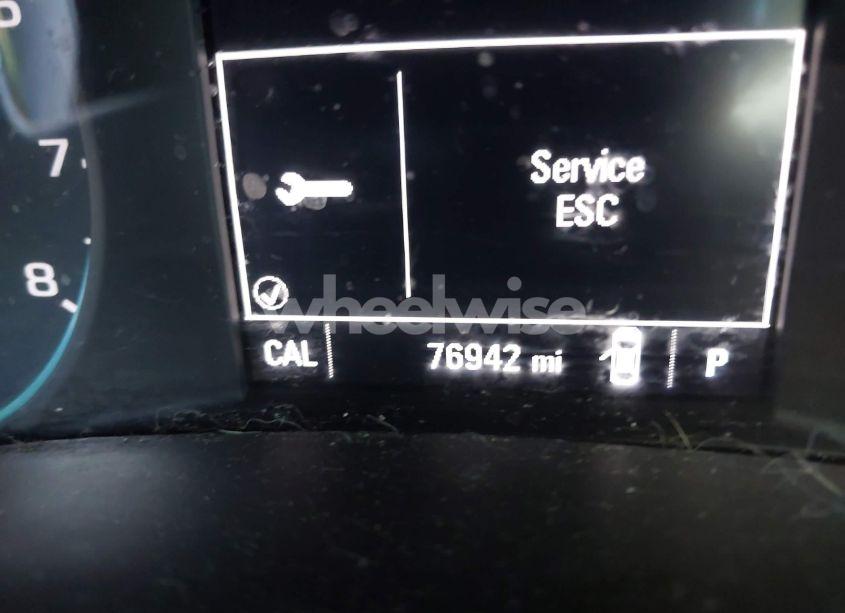 7
8
Service
ESC
wheelwise
CAL
76942 mi
P